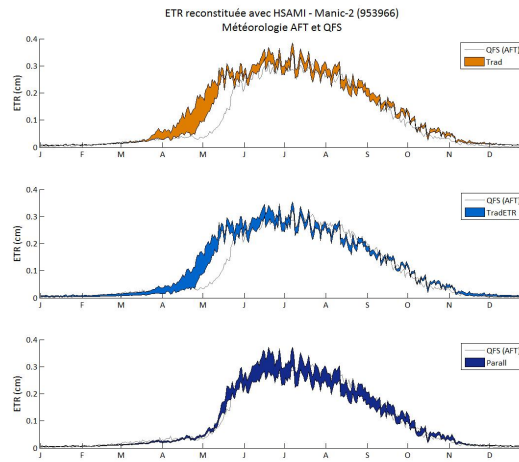 ETR reconstituée avec HSAMI - Manic-2 (953966)
Météorologie AFT et QFS
QFS (AFT)
Trad
ETR (cm)
0.4
0.3
0.2
0.1
0
J F M A M J J A S O N D
QFS (AFT)
TradETR
ETR (cm)
0.4
0.3
0.2
0.1
0
J F M A M J J A S O N D
QFS (AFT)
Parall
ETR (cm)
0.4
0.3
0.2
0.1
0
J F M A M J J A S O N D